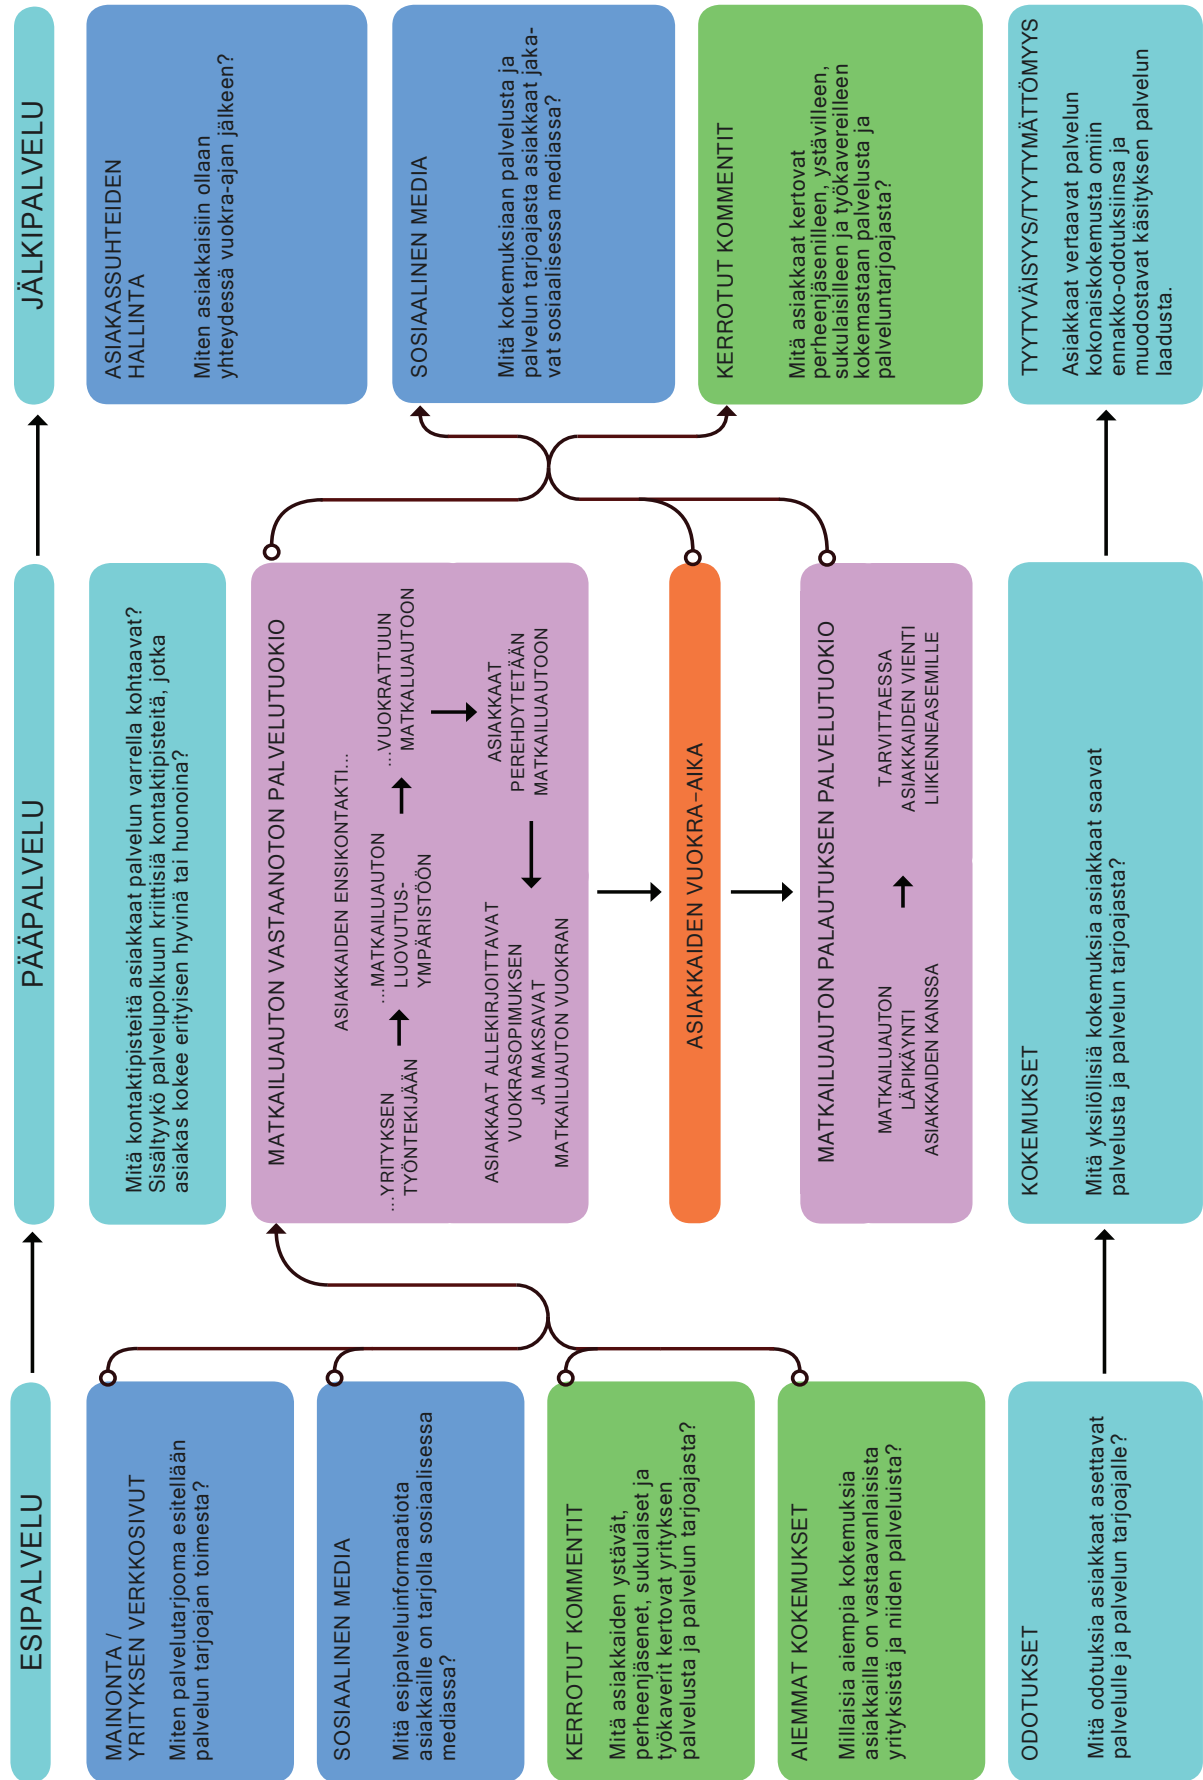 ESIPALVELU
MAINONTA /
YRITYKSEN VERKKOSIVUT
Miten palvelutarjooma esitellään
palvelun tarjoajan toimesta?
SOSIAALINEN MEDIA
Mitä esipalveluinformaatiota
asiakkaille on tarjolla sosiaalisessa
mediassa?
KERROTUT KOMMENTIT
Mitä asiakkaiden ystävät,
perheenjäsenet, sukulaiset ja
työkaverit kertovat yrityksen
palvelusta ja palvelun tarjoajasta?
AIEMMAT KOKEMUKSET
Millaisia aiempia kokemuksia
asiakkailla on vastaavanlaisista
yrityksistä ja niiden palveluista?
ODOTUKSET
Mitä odotuksia asiakkaat asettavat
palvelulle ja palvelun tarjoajalle?
PÄÄPALVELU
Mitä kontaktipisteitä asiakkaat palvelun varrella kohtaavat?
Sisältyykö palvelupolkuun kriittisiä kontaktipisteitä, jotka
asiakas kokee erityisen hyvinä tai huonoina?
MATKAILUAUTON VASTAANOTON PALVELUTUOKIO
ASIAKKAIDEN ENSIKONTAKTI...
...YRITYKSEN
TYÖNTEKIJÄÄN
...MATKAILUAUTON
LUOVUTUS-
YMPÄRISTÖÖN
...VUOKRATTUUN
MATKALUAUTOON
ASIAKKAAT
PEREHDYTETÄÄN
MATKAILUAUTOON
ASIAKKAAT ALLEKIRJOITTAVAT
VUOKRASOPIMUKSEN
JA MAKSAVAT
MATKAILUAUTON VUOKRAN
ASIAKKAIDEN VUOKRA-AIKA
MATKAILUAUTON PALAUTUKSEN PALVELUTUOKIO
MATKAILUAUTON
LÄPIKÄYNTI
ASIAKKAIDEN KANSSA
TARVITTAESSA
ASIAKKAIDEN VIENTI
LIIKENNEASEMILLE
KOKEMUKSET
Mitä yksilöllisiä kokemuksia asiakkaat saavat
palvelusta ja palvelun tarjoajasta?
JÄLKIPALVELU
ASIAKASSUHTEIDEN
HALLINTA
Miten asiakkaisiin ollaan
yhteydessä vuokra-ajan jälkeen?
SOSIAALINEN MEDIA
Mitä kokemuksiaan palvelusta ja
palvelun tarjoajasta asiakkaat jaka-
vat sosiaalisessa mediassa?
KERROTUT KOMMENTIT
Mitä asiakkaat kertovat
perheenjäsenilleen, ystävilleen,
sukulaisilleen ja työkavereilleen
kokemastaan palvelusta ja
palveluntarjoajasta?
TYYTYVÄISYYS/TYYTYMÄTTÖMYYS
Asiakkaat vertaavat palvelun
kokonaiskokemusta omiin
ennakko-odotuksiinsa ja
muodostavat käsityksen palvelun
laadusta.